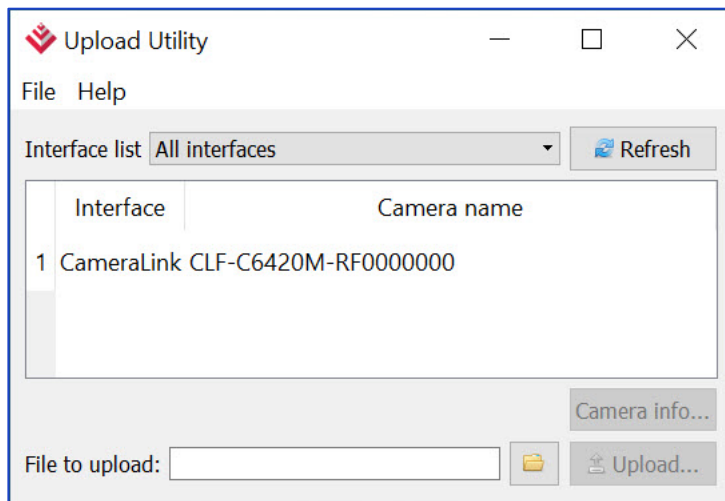 Upload Utility
File Help
Interface list All interfaces Refresh
Interface Camera name
1 CameraLink CLF-C6420M-RF0000000
Camera info...
File to upload: Upload...